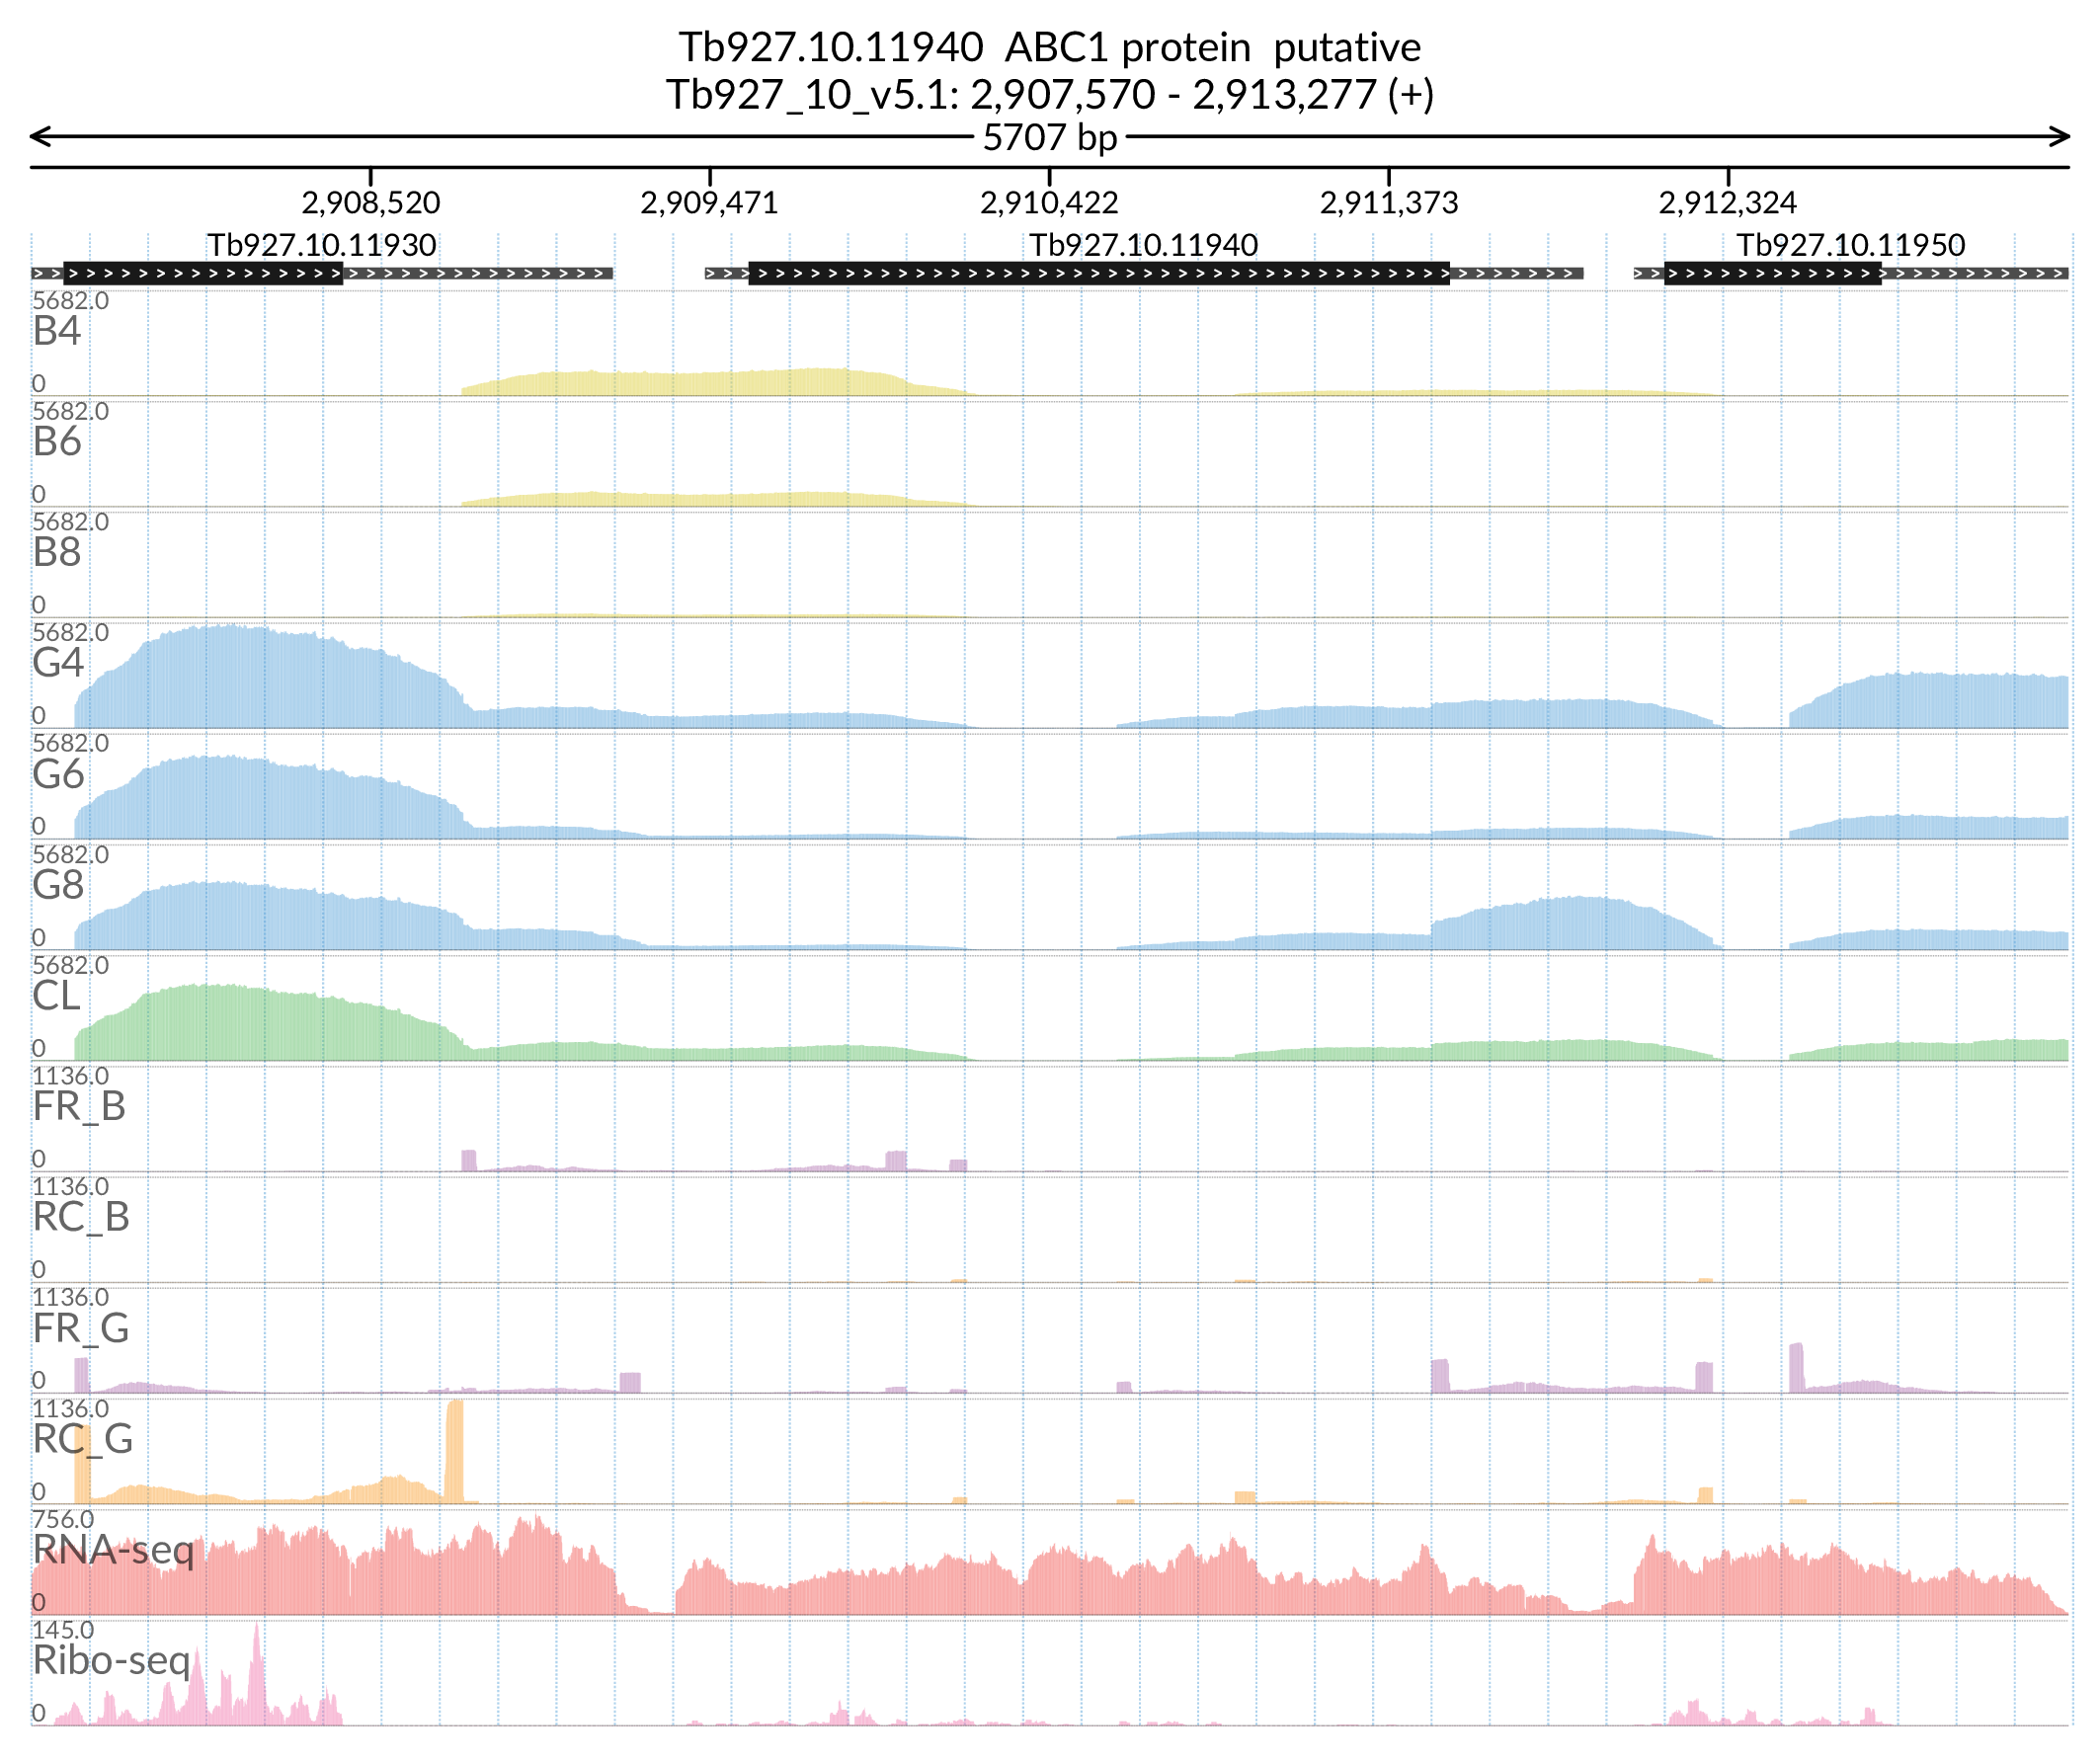 Tb927.10.11940  ABC1 protein  putative
Tb927_10_v5.1: 2,907,570 - 2,913,277 (+)
5707 bp
2,908,520 2,909,471 2,910,422 2,911,373 2,912,324
Tb927.10.11930 Tb927.10.11940 Tb927.10.11950
5682.0
B4
0
5682.0
B6
0
5682.0
B8
0
5682.0
G4
0
5682.0
G6
0
5682.0
G8
0
5682.0
CL
0
1136.0
FR_B
0
1136.0
RC_B
0
1136.0
FR_G
0
1136.0
RC_G
0
756.0
RNA-seq
0
145.0
Ribo-seq
0